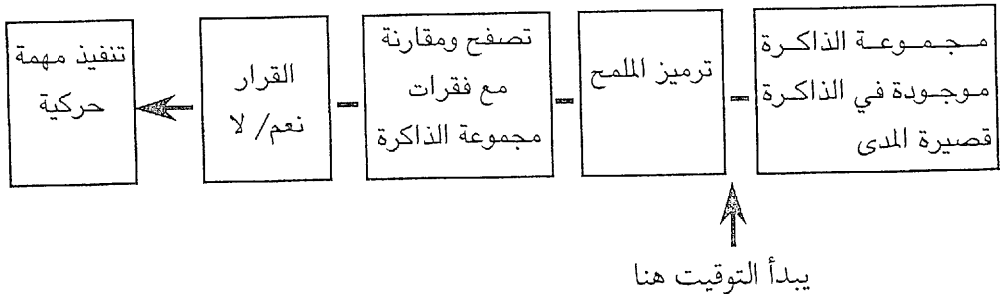 مجموعة الذاكرة
موجودة في الذاكرة
قصيرة المدى
ترميز الملمح
تصفح ومقارنة
مع فقرات
مجموعة الذاكرة
القرار
نعم/ لا
تنفيذ مهمة
حركية
يبدأ التوقيت هنا